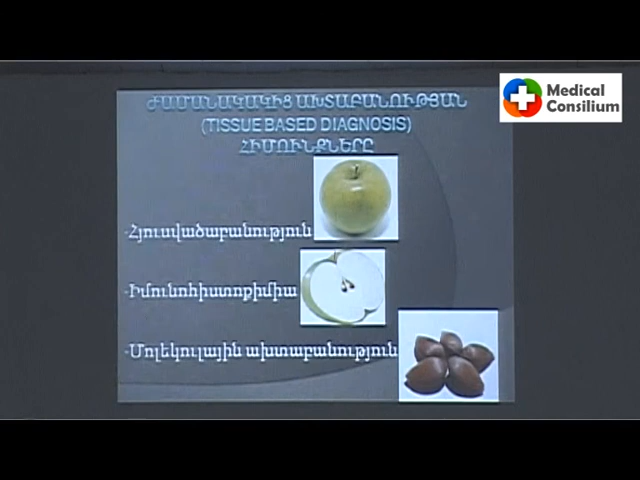 Medical
Consilium
ԺԱՄԱՆԱԿԱԿԻՑ ԱԽՏԱԲԱՆՈՒԹՅԱՆ
(TISSUE BASED DIAGNOSIS)
ՀԻՄՈՒՆՔՆԵՐԸ
-Հյուսվածաբանություն
-Իմունոհիստոքիմիա
-Մոլեկուլային ախտաբանություն